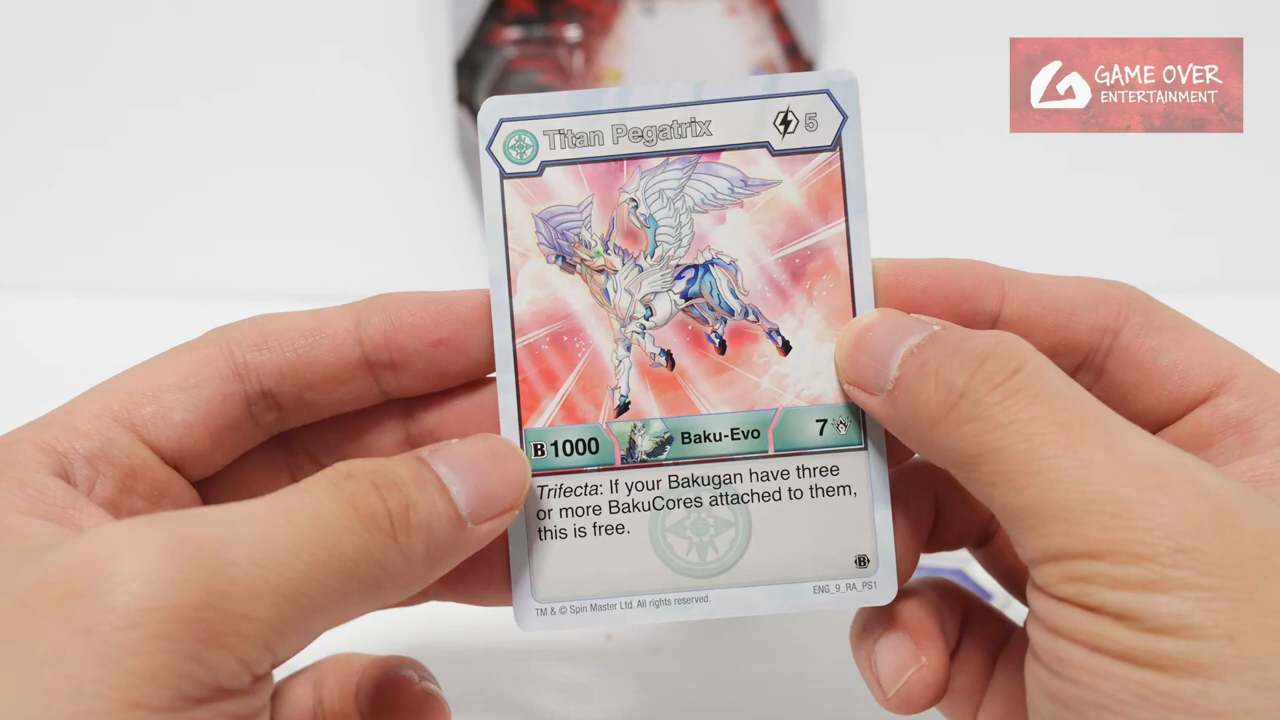 GAME OVER
ENTERTAINMENT
Titan Pegatrix
5
B 1000
Baku-Evo
7
Trifecta: If your Bakugan have three
or more BakuCores attached to them,
this is free.
B
ENG_9_RA_PS1
TM & © Spin Master Ltd. All rights reserved.